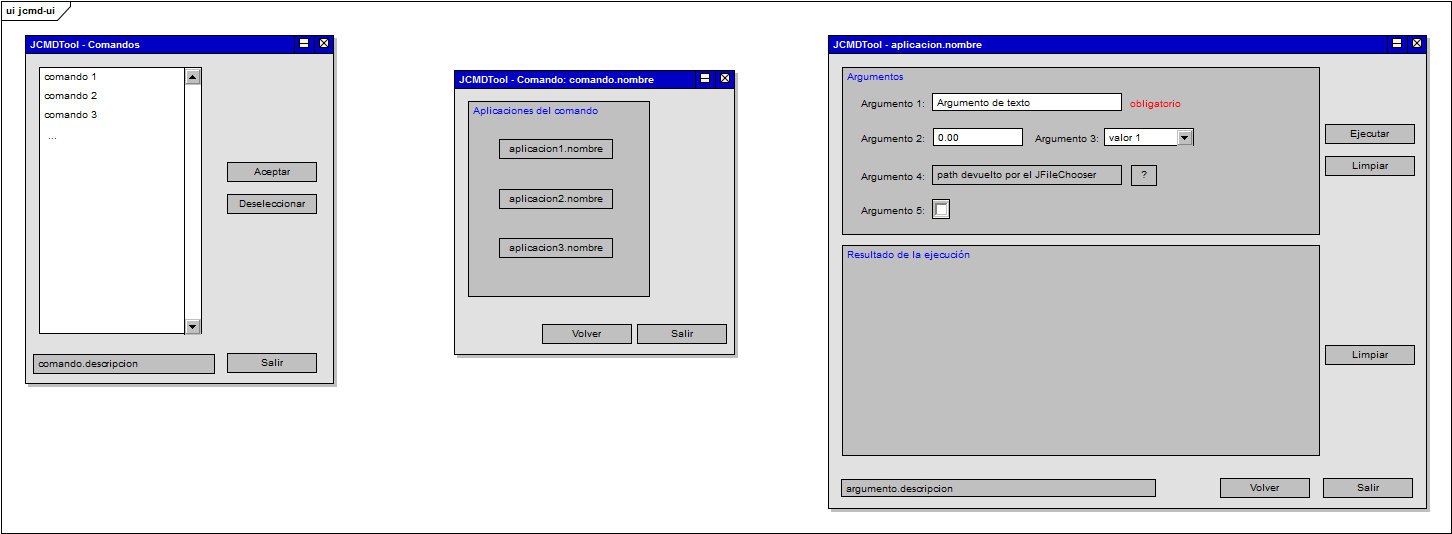 ui jcmd-ui
JCMDTool - Comandos
comando 1
comando 2
comando 3
...
Aceptar
Deseleccionar
comando.descripcion
Salir
JCMDTool - Comando: comando.nombre
Aplicaciones del comando
aplicacion1.nombre
aplicacion2.nombre
aplicacion3.nombre
Volver
Salir
JCMDTool - aplicacion.nombre
Argumentos
Argumento 1: Argumento de texto obligatorio
Argumento 2: 0.00 Argumento 3: valor 1
Argumento 4: path devuelto por el JFileChooser ?
Argumento 5:
Ejecutar
Limpiar
Resultado de la ejecución
Limpiar
argumento.descripcion
Volver
Salir